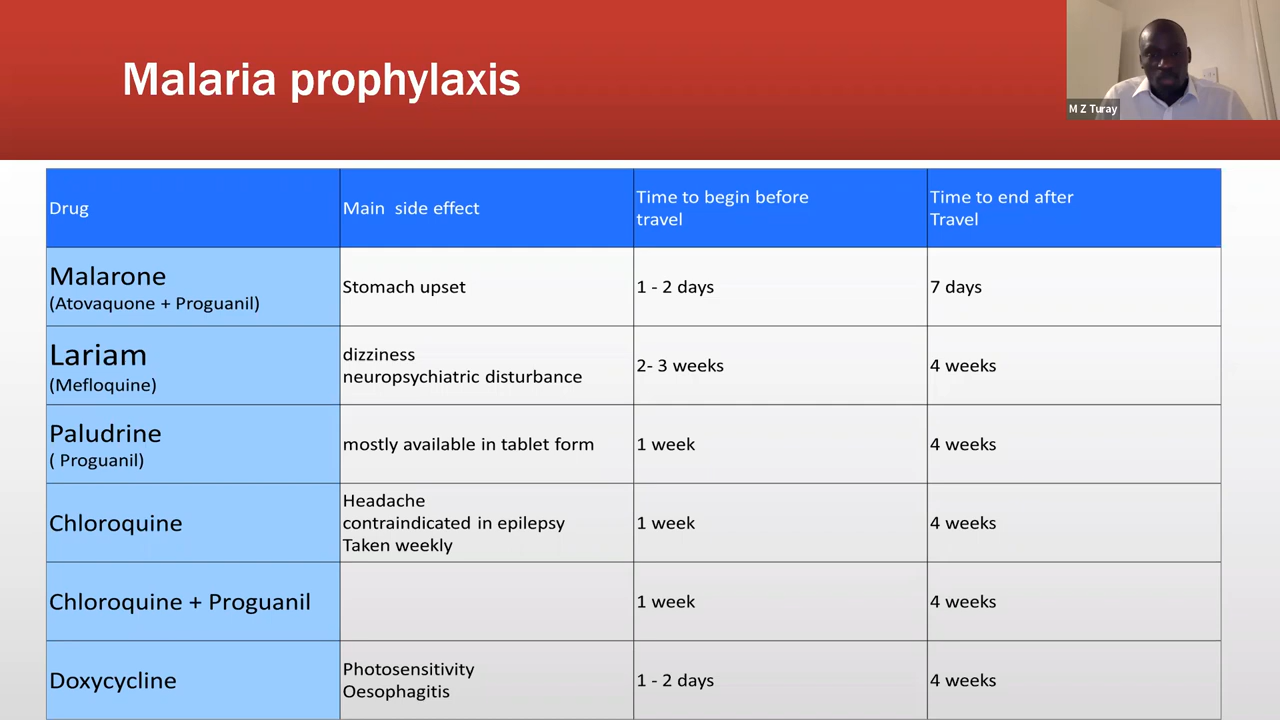 Malaria prophylaxis
M Z Turay
Drug
Main side effect
Time to begin before
travel
Time to end after
Travel
Malarone
(Atovaquone + Proguanil)
Stomach upset
1 - 2 days
7 days
Lariam
(Mefloquine)
dizziness
neuropsychiatric disturbance
2- 3 weeks
4 weeks
Paludrine
( Proguanil)
mostly available in tablet form
1 week
4 weeks
Chloroquine
Headache
contraindicated in epilepsy
Taken weekly
1 week
4 weeks
Chloroquine + Proguanil
1 week
4 weeks
Doxycycline
Photosensitivity
Oesophagitis
1 - 2 days
4 weeks